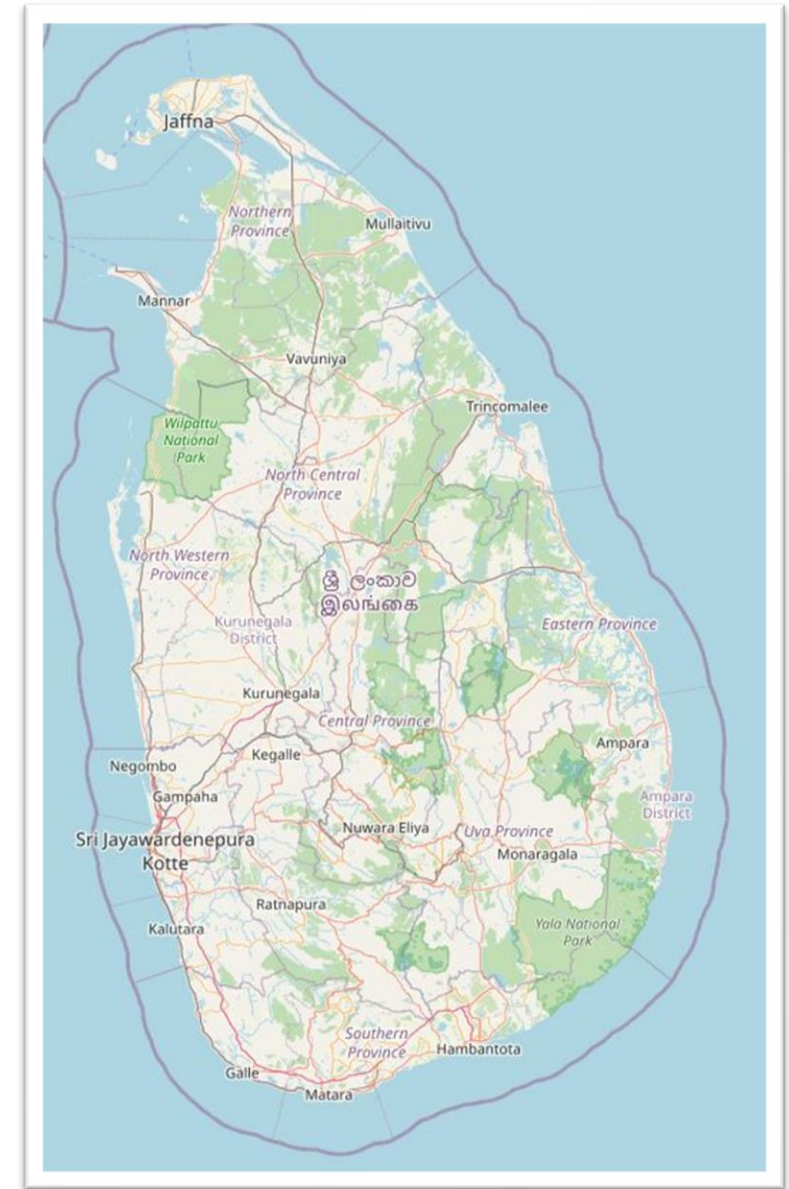 Jaffna
Northern
Province
Mullaitivu
Mannar
Vavuniya
Trincomalee
Wilpattu
National
Park
North Central
Province
North Western
Province
ශ්‍රී ලංකාව
இலங்கை
Kurunegala
District
Eastern Province
Kurunegala
Central Province
Ampara
Kegalle
Negombo
Gampaha
Ampara
District
Sri Jayawardenepura
Kotte
Nuwara Eliya
Uva Province
Monaragala
Ratnapura
Kalutara
Yala National
Park
Southern
Province
Hambantota
Galle
Matara